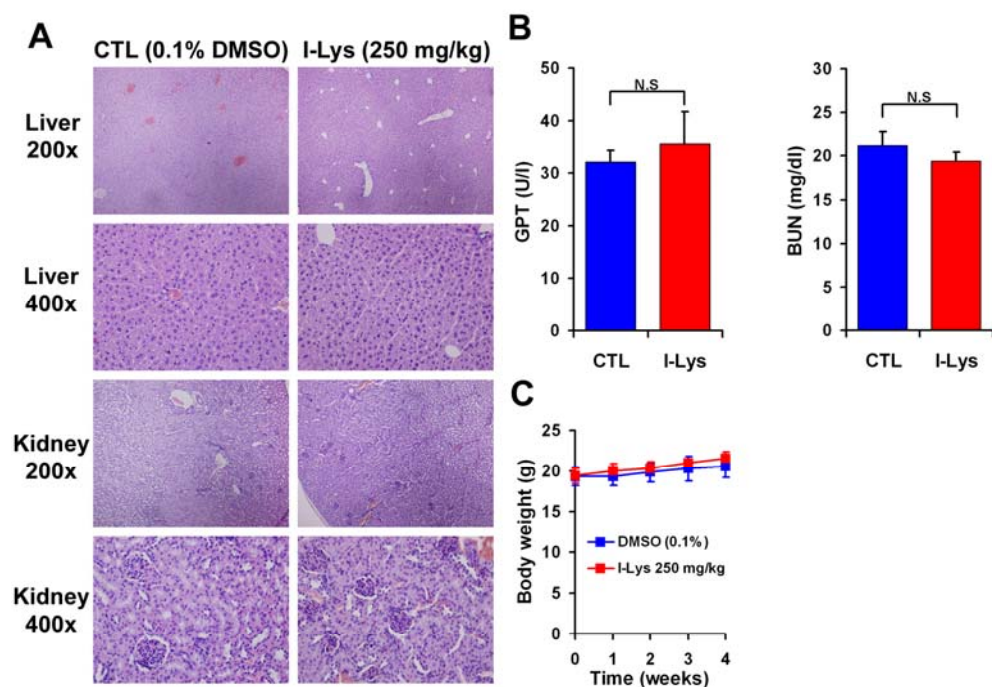 A
CTL (0.1% DMSO)
I-Lys (250 mg/kg)
Liver
200x
Liver
400x
Kidney
200x
Kidney
400x
B
50
40
30
20
10
0
GPT (U/l)
N.S
CTL
I-Lys
30
25
20
15
10
5
0
BUN (mg/dl)
N.S
CTL
I-Lys
C
25
20
15
10
5
0
Body weight (g)
DMSO (0.1%)
I-Lys 250 mg/kg
0
1
2
3
4
Time (weeks)